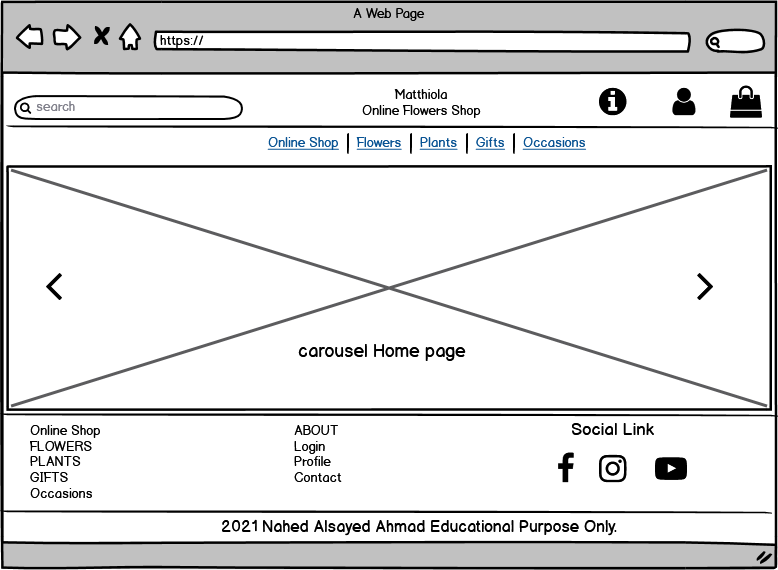 A Web Page
https://
search
Matthiola
Online Flowers Shop
Online Shop Flowers Plants Gifts Occasions
carousel Home page
Online Shop
FLOWERS
PLANTS
GIFTS
Occasions
ABOUT
Login
Profile
Contact
Social Link
2021 Nahed Alsayed Ahmad Educational Purpose Only.